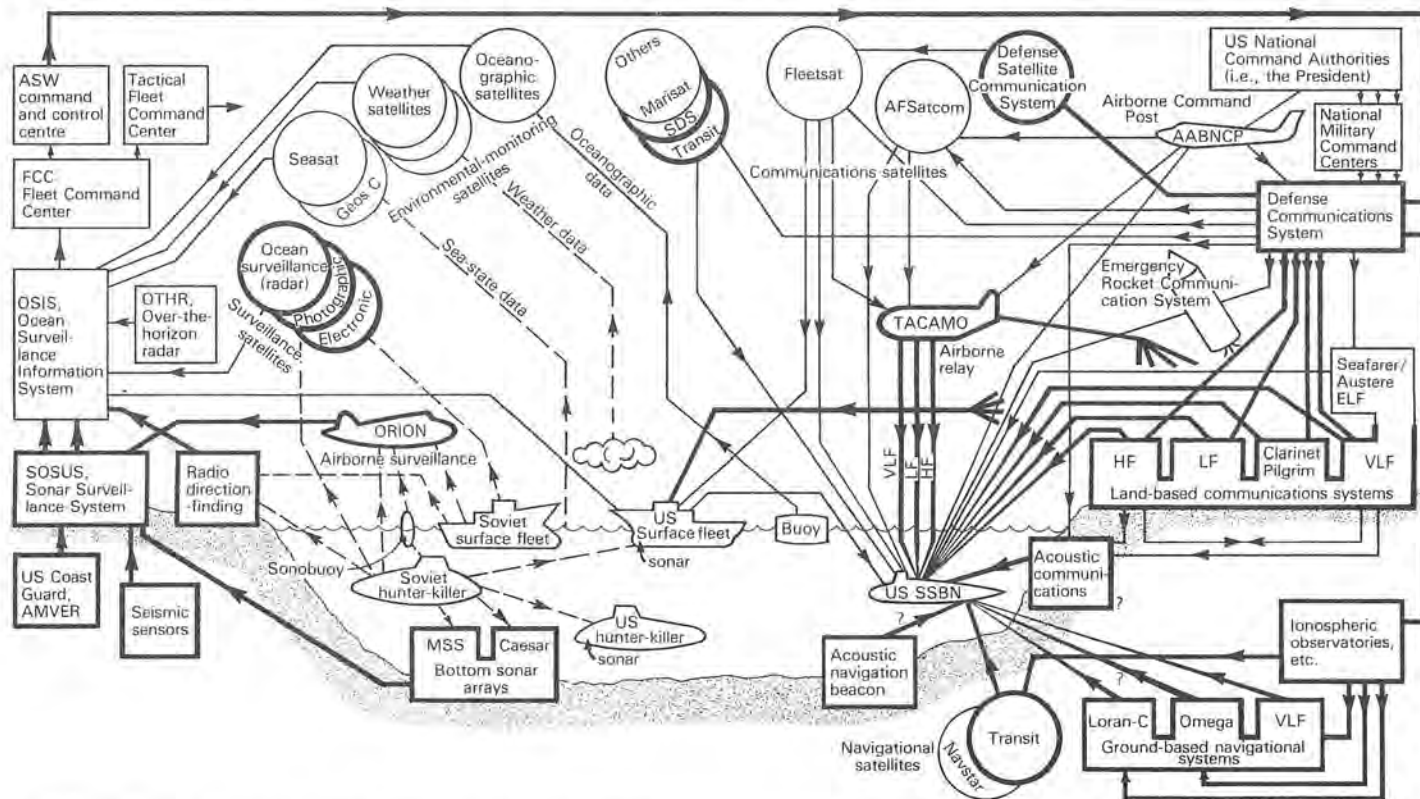 ASW
command
and control
centre
Tactical
Fleet
Command
Center
FCC
Fleet Command
Center
OSIS,
Ocean
Surveil-
lance
Information
System
OTHR,
Over-the-
horizon
radar
SOSUS,
Sonar Surveil-
lance System
Radio
direction
-finding
US Coast
Guard,
AMVER
Seismic
sensors
Seasat
Geos C
Weather
satellites
Oceano-
graphic
satellites
Environmental-monitoring
satellites
Ocean
surveillance
(radar)
Photographic
Electronic
Surveillance
satellites
Sea-state data
Weather data
Oceanographic
data
ORION
Airborne surveillance
Sonobuoy
Soviet
surface fleet
Soviet
hunter-killer
MSS
Caesar
Bottom sonar
arrays
US
hunter-killer
sonar
US
Surface fleet
sonar
Buoy
Others
Marisat
SDS
Transit
Fleetsat
AFSatcom
Defense
Satellite
Communication
System
Communications satellites
US National
Command Authorities
(i.e., the President)
Airborne Command
Post
AABNCP
National
Military
Command
Centers
Defense
Communications
System
Emergency
Rocket Communi-
cation System
TACAMO
Airborne
relay
VLF
LF
HF
Seafarer/
Austere
ELF
HF
LF
Clarinet
Pilgrim
VLF
Land-based communications systems
US SSBN
Acoustic
communi-
cations
?
?
Acoustic
navigation
beacon
Ionospheric
observatories,
etc.
?
Loran-C
Omega
VLF
Ground-based navigational
systems
Navigational
satellites
Transit
Navstar